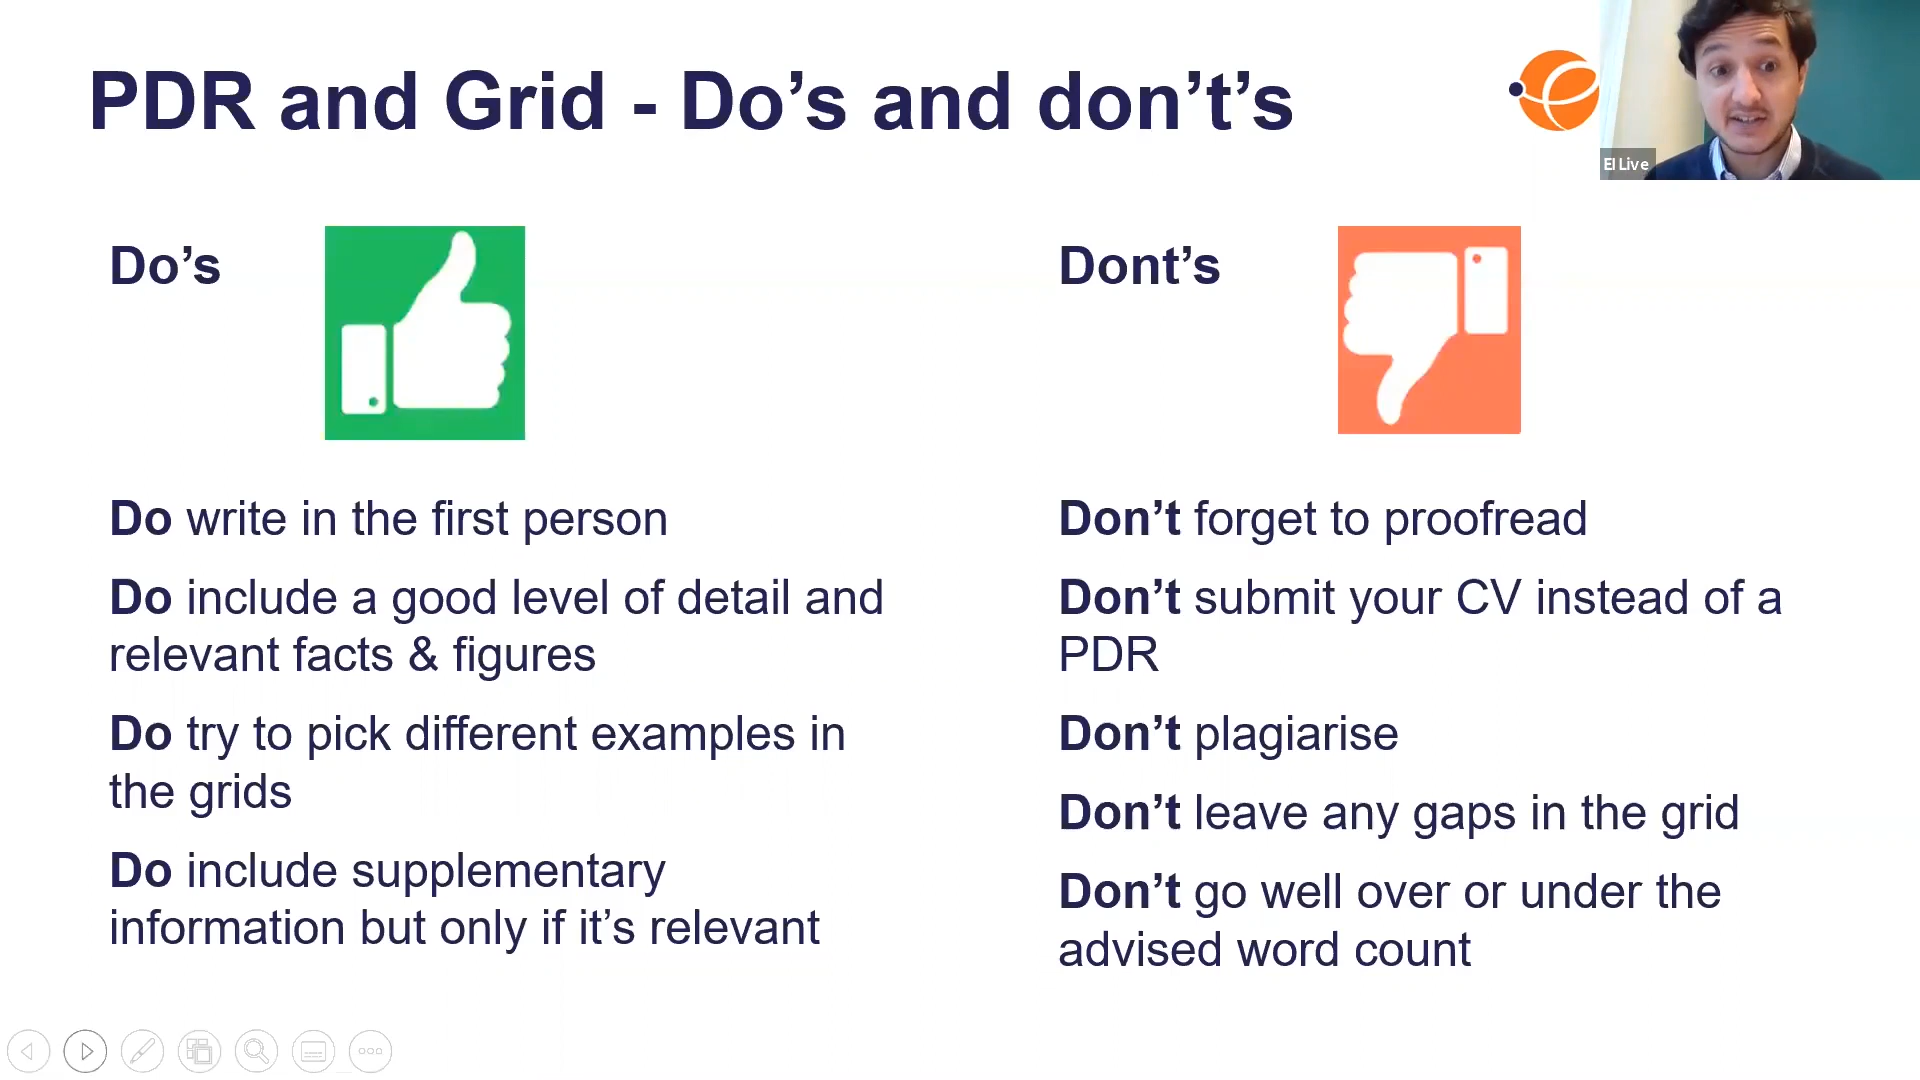 PDR and Grid - Do’s and don’t’s
EI Live
Do’s
Do write in the first person
Do include a good level of detail and
relevant facts & figures
Do try to pick different examples in
the grids
Do include supplementary
information but only if it’s relevant
Dont’s
Don’t forget to proofread
Don’t submit your CV instead of a
PDR
Don’t plagiarise
Don’t leave any gaps in the grid
Don’t go well over or under the
advised word count